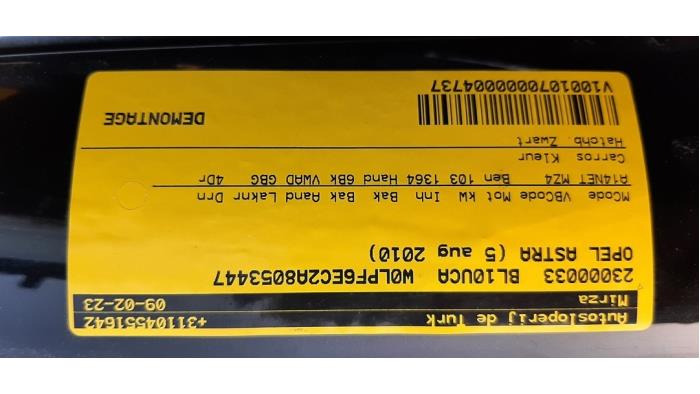 Autosloperij de Turk +31104551642
Mirza 09-02-23
23000033 BL10UCA W0LPF6EC2A8053447
OPEL ASTRA (5 aug 2010)
MCode VBCode Mot kW Inh Bak Bak Aand Laknr Drn
A14NET MZ4 Ben 103 1364 Hand 6Bk VWAD GBG 4Dr
Carros Kleur
Hatchb. Zwart
DEMONTAGE
V10010700000004737